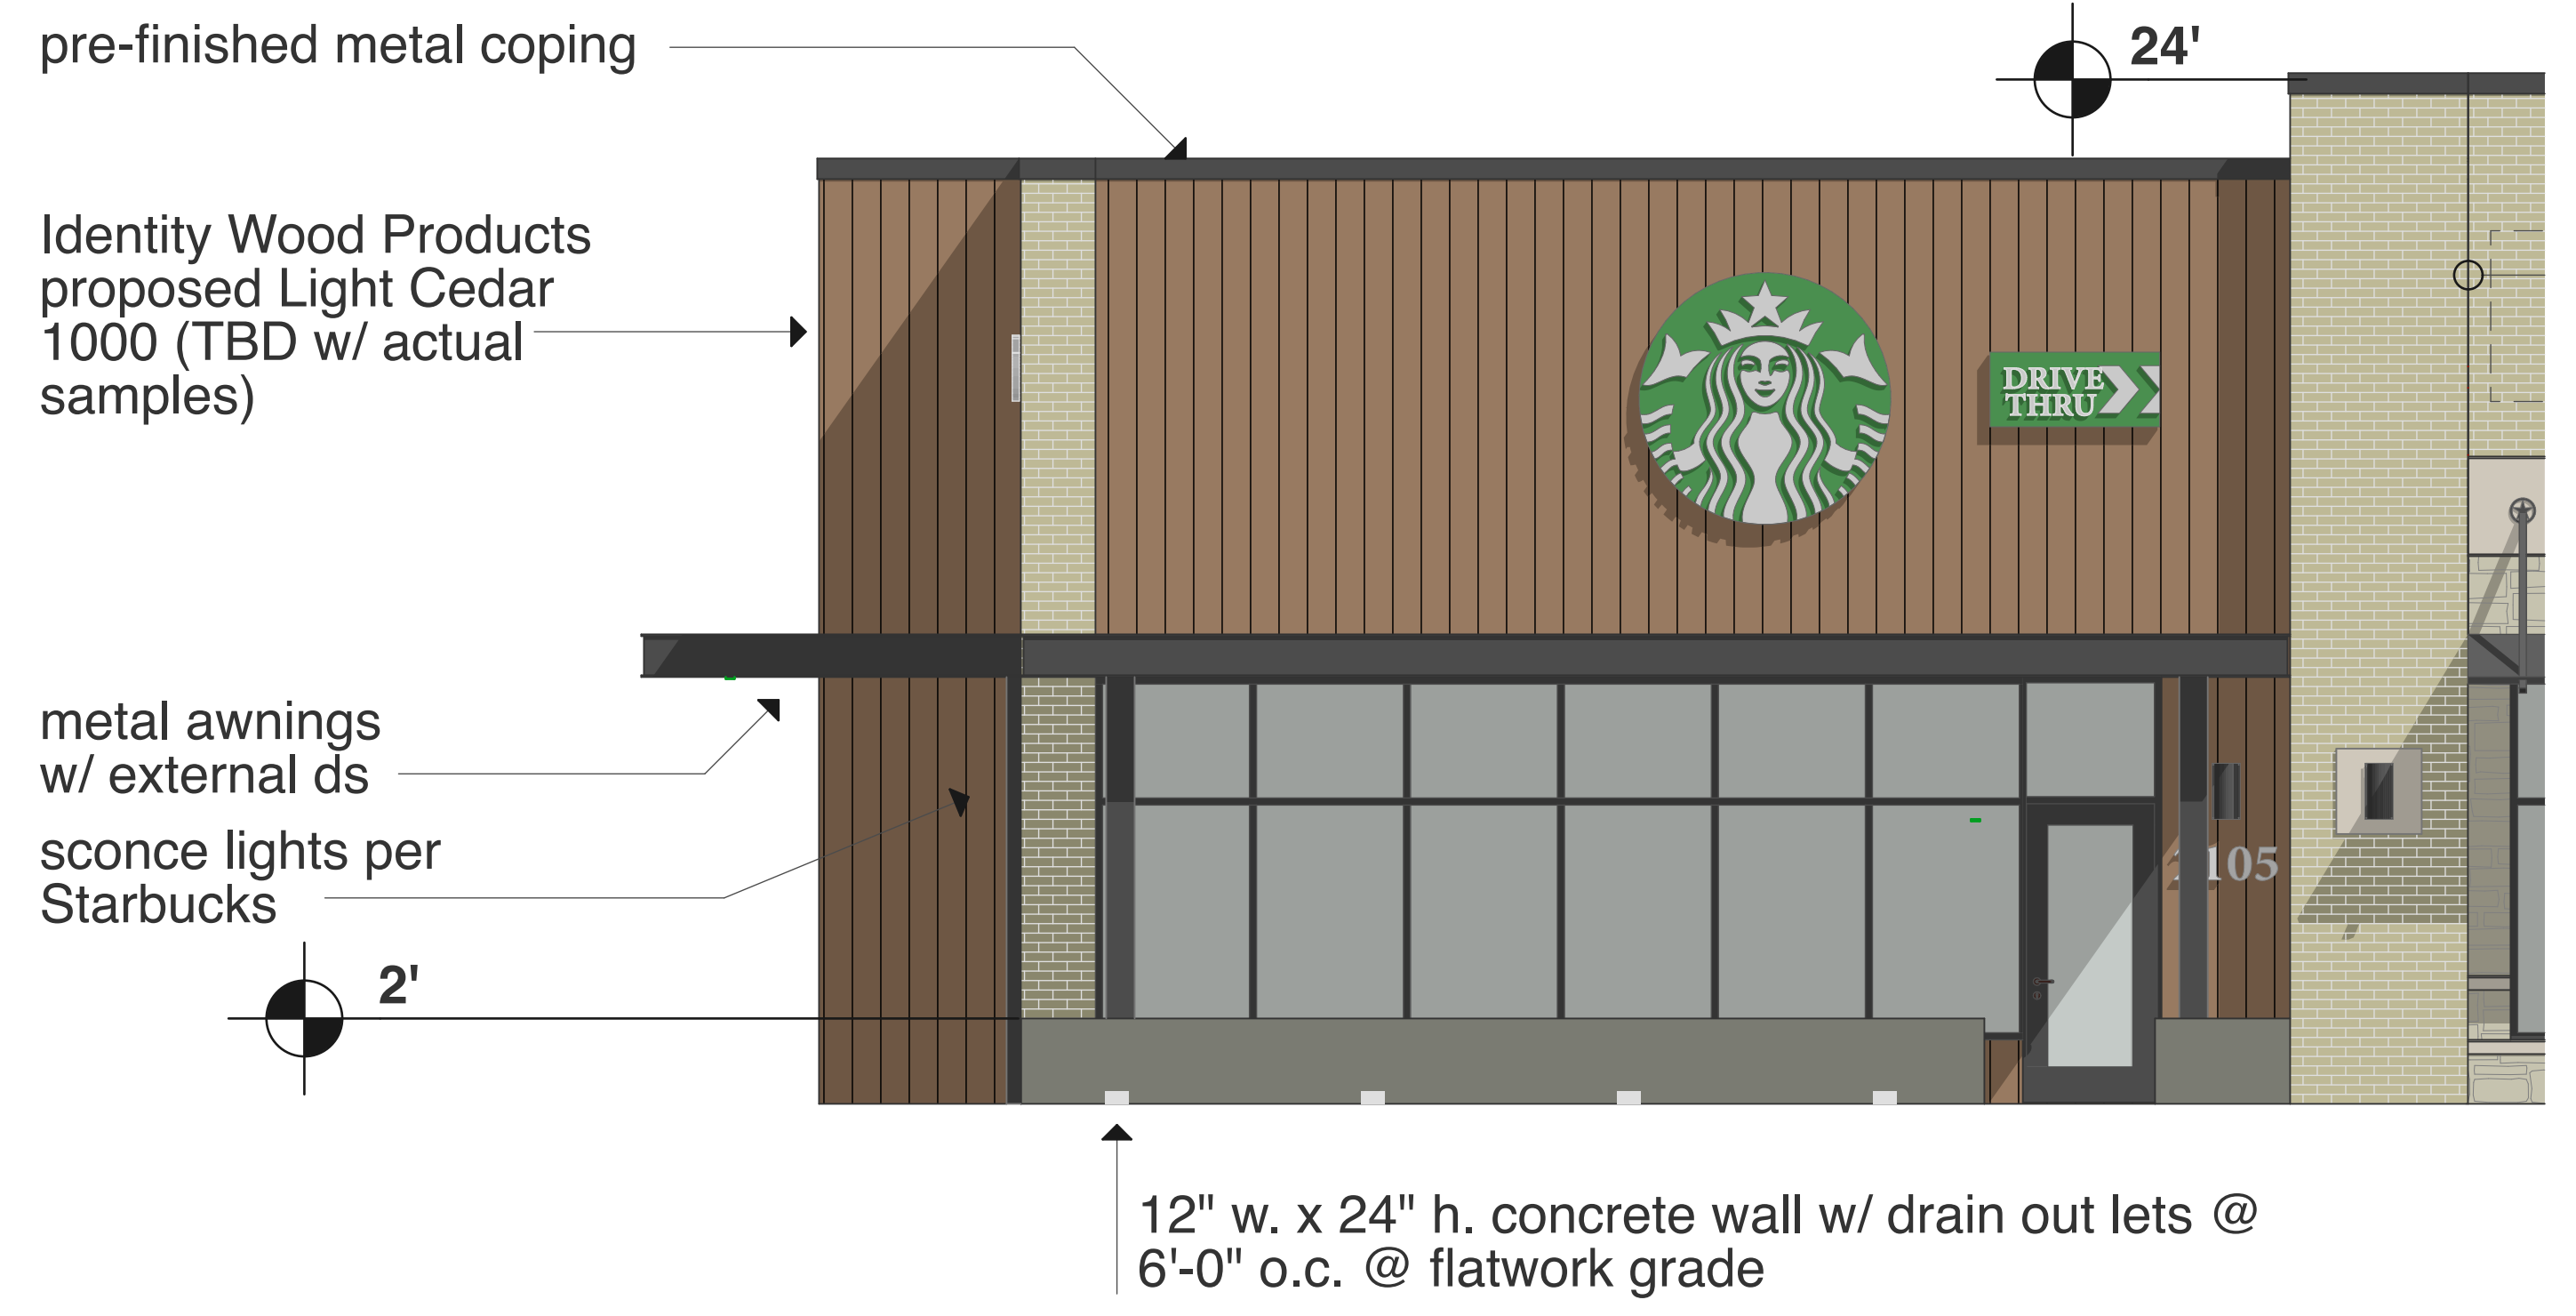 pre-finished metal coping
24'
Identity Wood Products
proposed Light Cedar
1000 (TBD w/ actual
samples)
DRIVE
THRU
metal awnings
w/ external ds
sconce lights per
Starbucks
105
2'
12" w. x 24" h. concrete wall w/ drain out lets @
6'-0" o.c. @ flatwork grade